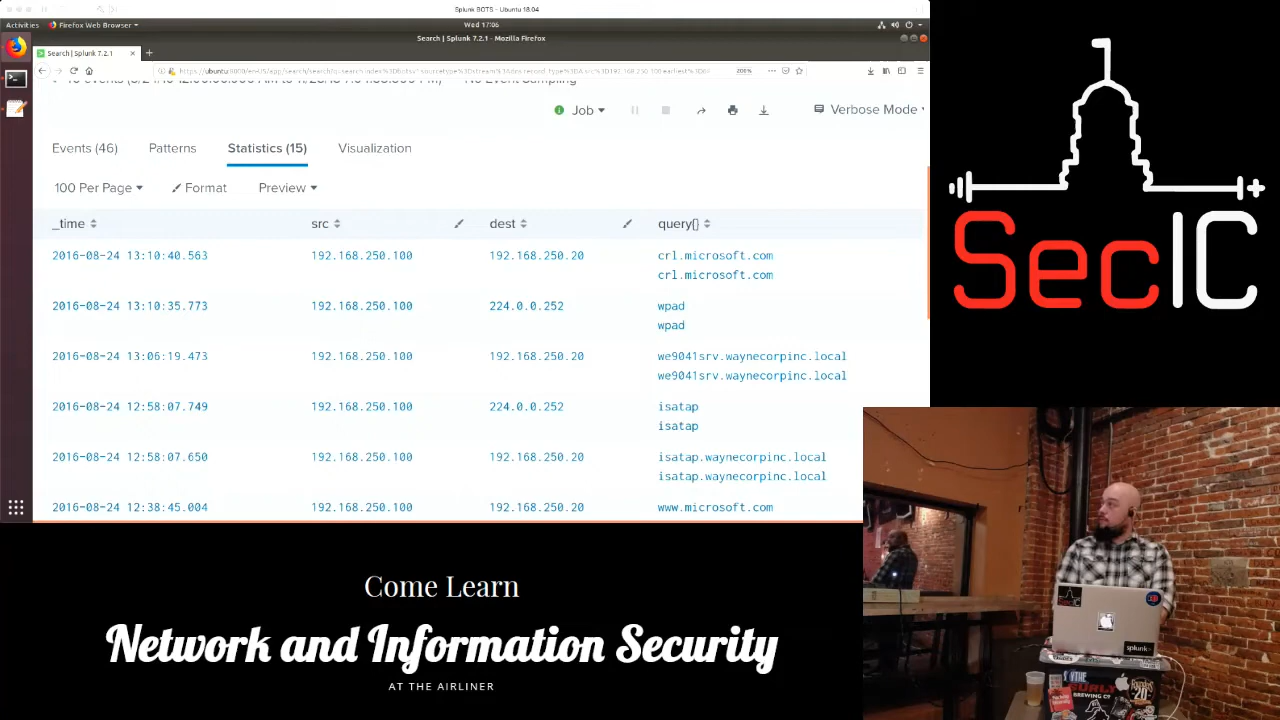 Splunk BOTS - Ubuntu 18.04
Activities Firefox Web Browser Wed 17:06
Search | Splunk 7.2.1 - Mozilla Firefox
Search | Splunk 7.2.1
200%
No Event Sampling
Job Verbose Mode
Events (46) Patterns Statistics (15) Visualization
100 Per Page Format Preview
_time src dest query{}
2016-08-24 13:10:40.563 192.168.250.100 192.168.250.20 crl.microsoft.com
crl.microsoft.com
2016-08-24 13:10:35.773 192.168.250.100 224.0.0.252 wpad
wpad
2016-08-24 13:06:19.473 192.168.250.100 192.168.250.20 we9041srv.waynecorpinc.local
we9041srv.waynecorpinc.local
2016-08-24 12:58:07.749 192.168.250.100 224.0.0.252 isatap
isatap
2016-08-24 12:58:07.650 192.168.250.100 192.168.250.20 isatap.waynecorpinc.local
isatap.waynecorpinc.local
2016-08-24 12:38:45.004 192.168.250.100 192.168.250.20 www.microsoft.com
SecIC
Come Learn
Network and Information Security
AT THE AIRLINER
splunk>
SURLY
BREWING CO